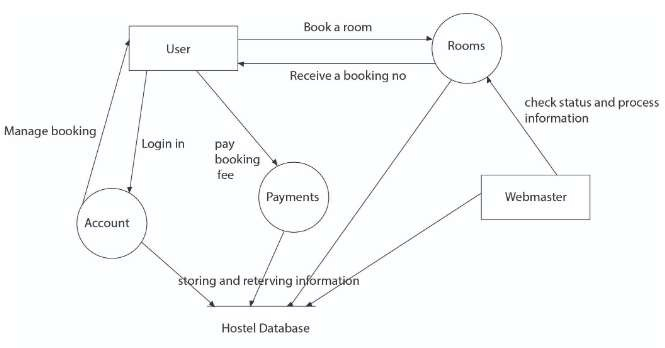 Book a room
User
Rooms
Receive a booking no
check status and process
information
Manage booking
Login in
pay
booking
fee
Webmaster
Payments
Account
storing and reterving information
Hostel Database